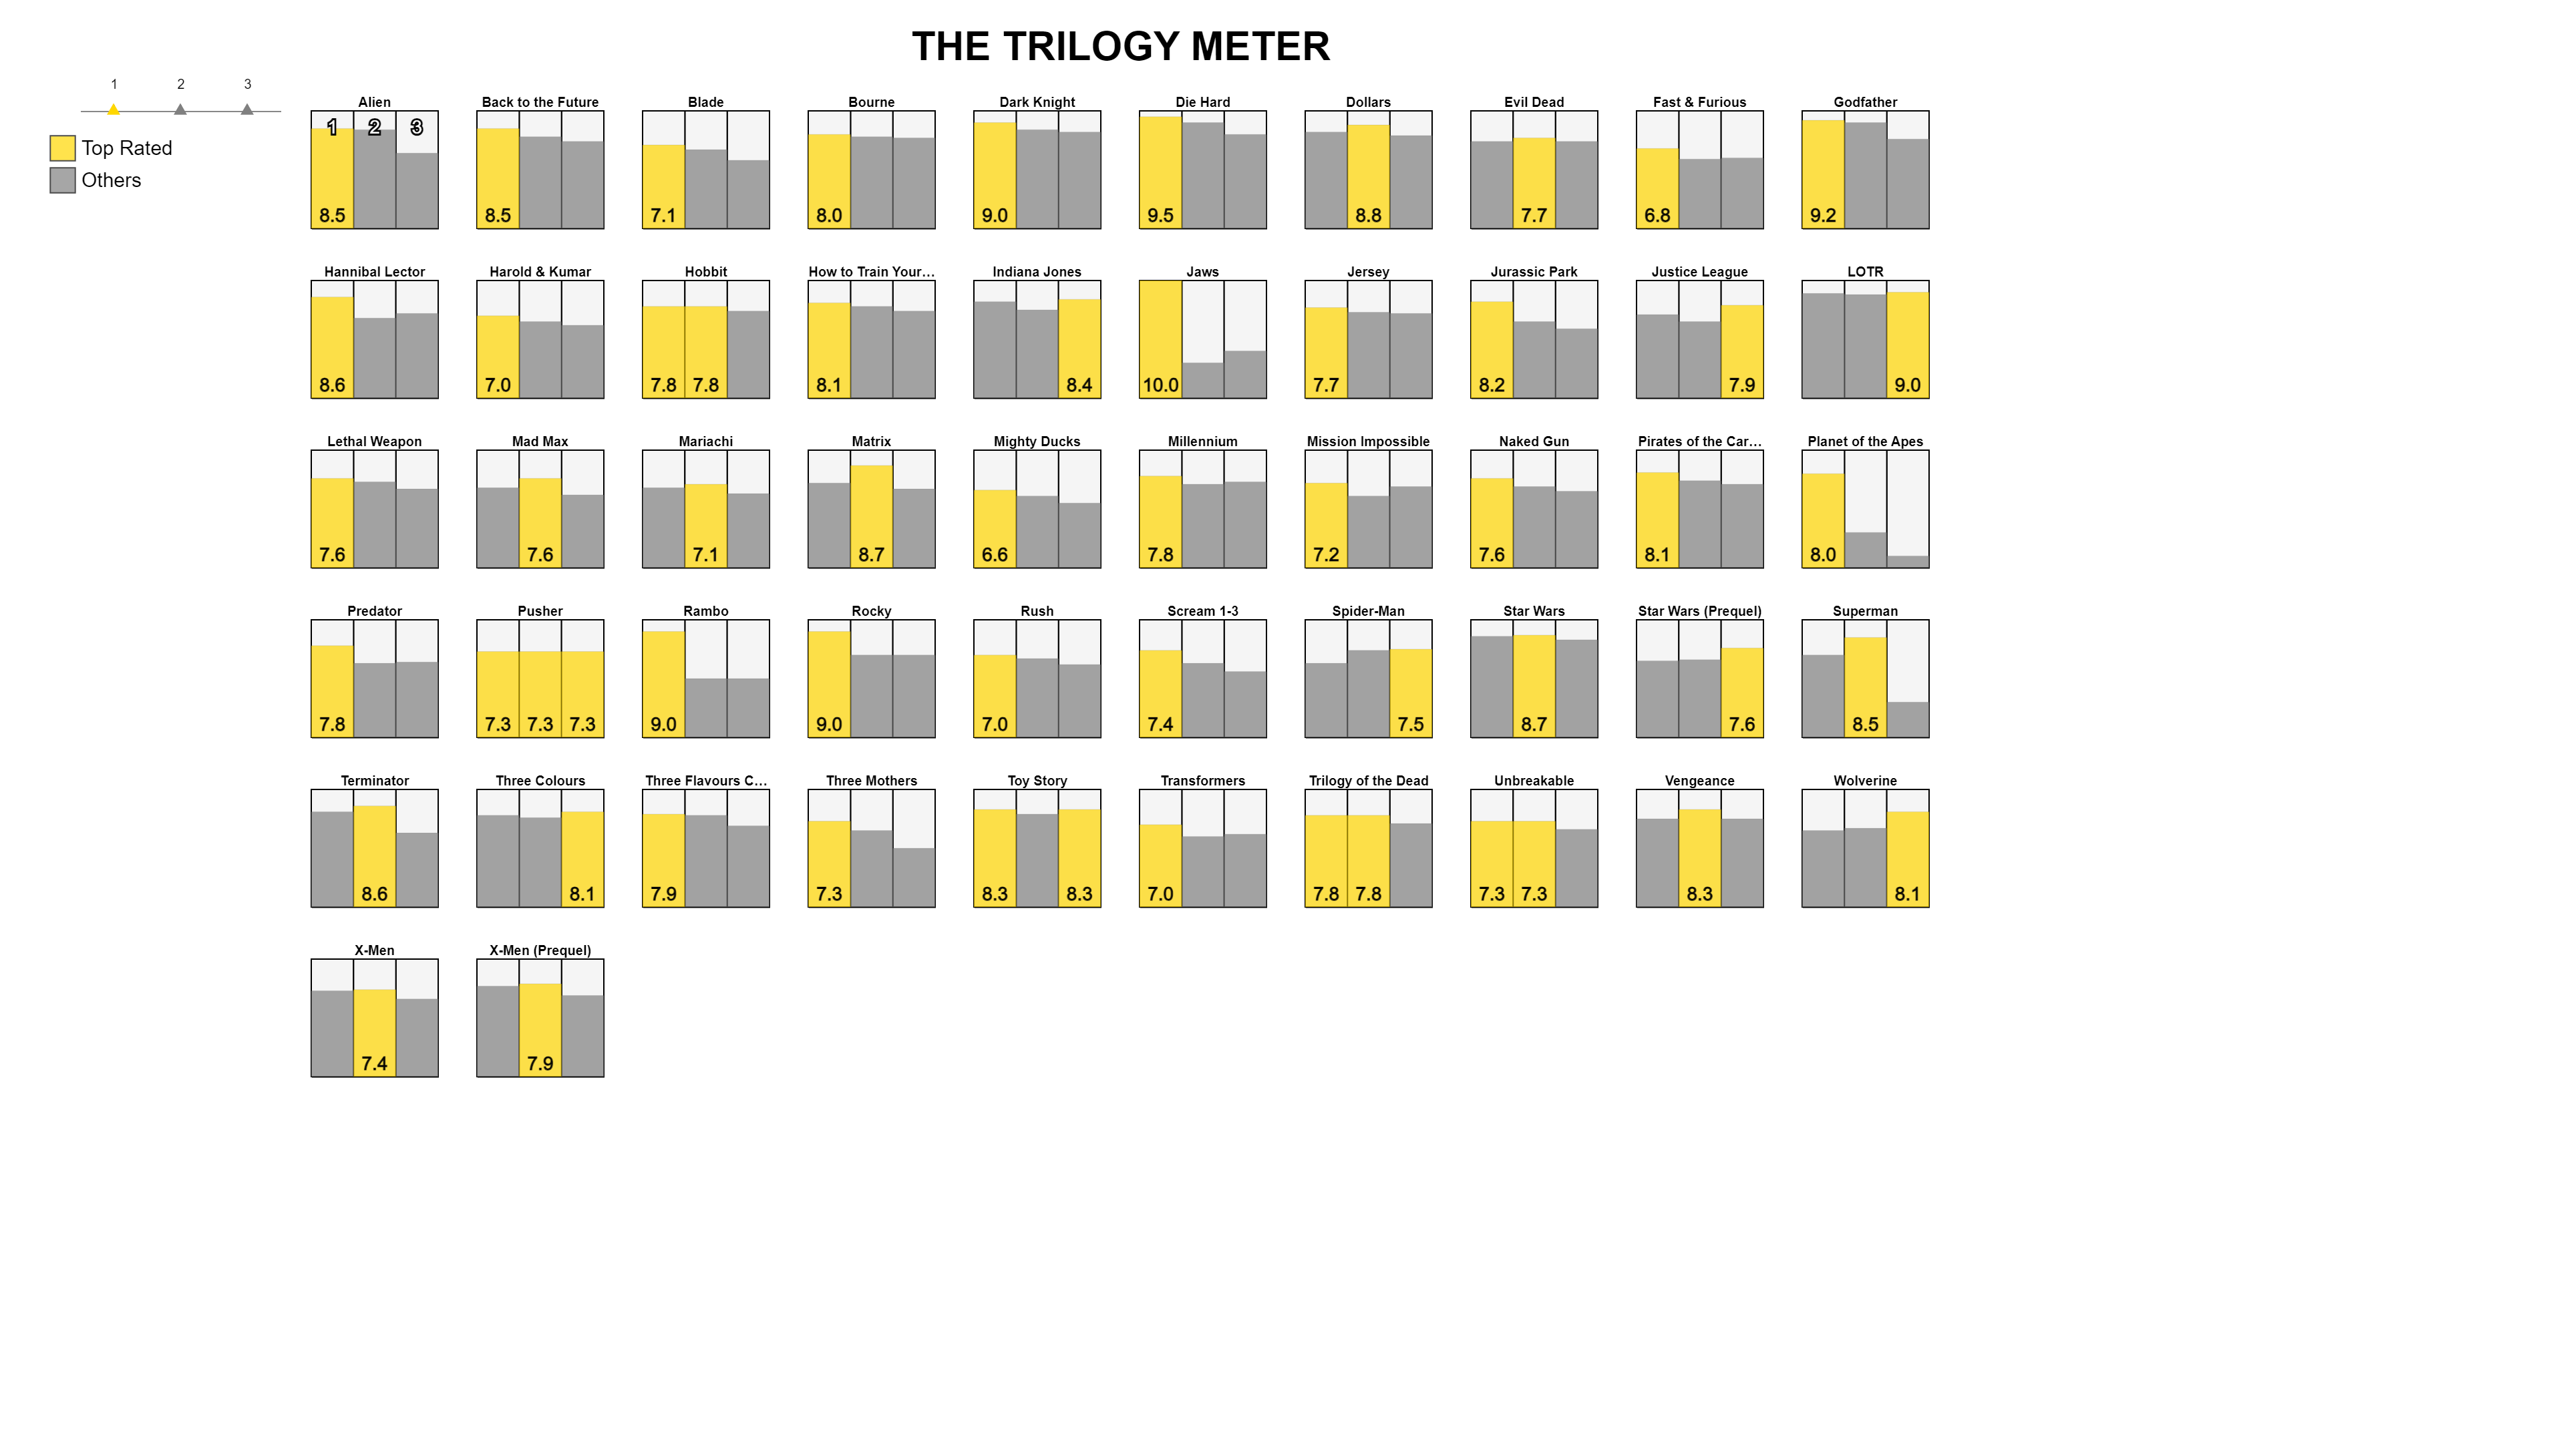 THE TRILOGY METER
1 2 3
Top Rated
Others
Alien Back to the Future Blade Bourne Dark Knight Die Hard Dollars Evil Dead Fast & Furious Godfather
1 2 3
8.5 8.5 7.1 8.0 9.0 9.5 8.8 7.7 6.8 9.2
Hannibal Lector Harold & Kumar Hobbit How to Train Your... Indiana Jones Jaws Jersey Jurassic Park Justice League LOTR
8.6 7.0 7.8 7.8 8.1 8.4 10.0 7.7 8.2 7.9 9.0
Lethal Weapon Mad Max Mariachi Matrix Mighty Ducks Millennium Mission Impossible Naked Gun Pirates of the Car... Planet of the Apes
7.6 7.6 7.1 8.7 6.6 7.8 7.2 7.6 8.1 8.0
Predator Pusher Rambo Rocky Rush Scream 1-3 Spider-Man Star Wars Star Wars (Prequel) Superman
7.8 7.3 7.3 7.3 9.0 9.0 7.0 7.4 7.5 8.7 7.6 8.5
Terminator Three Colours Three Flavours C... Three Mothers Toy Story Transformers Trilogy of the Dead Unbreakable Vengeance Wolverine
8.6 8.1 7.9 7.3 8.3 8.3 7.0 7.8 7.8 7.3 7.3 8.3 8.1
X-Men X-Men (Prequel)
7.4 7.9